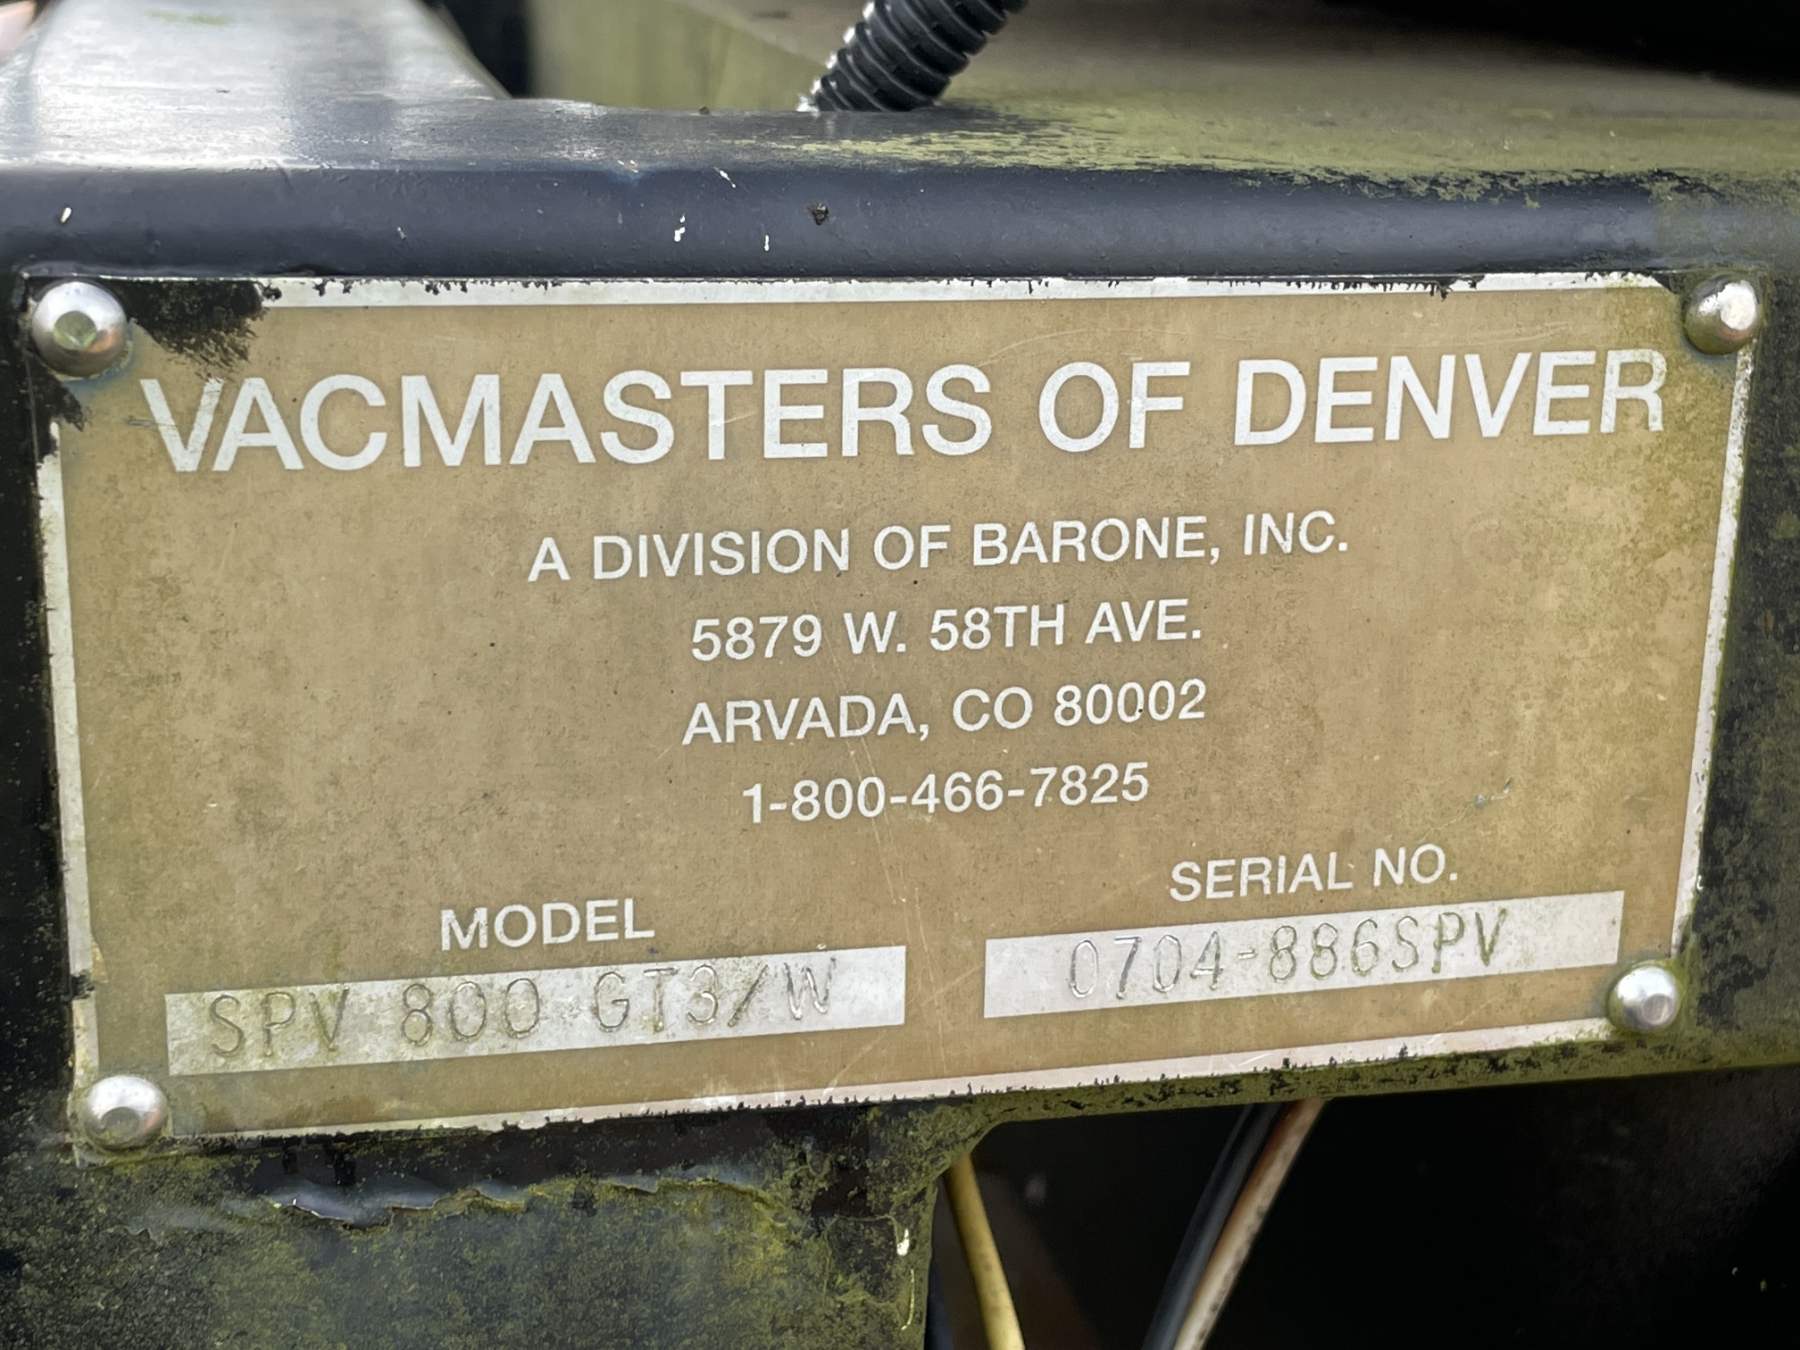 VACMASTERS OF DENVER
A DIVISION OF BARONE, INC.
5879 W. 58TH AVE.
ARVADA, CO 80002
1-800-466-7825
MODEL
SPV 800 GT3/W
SERIAL NO.
0704-886SPV